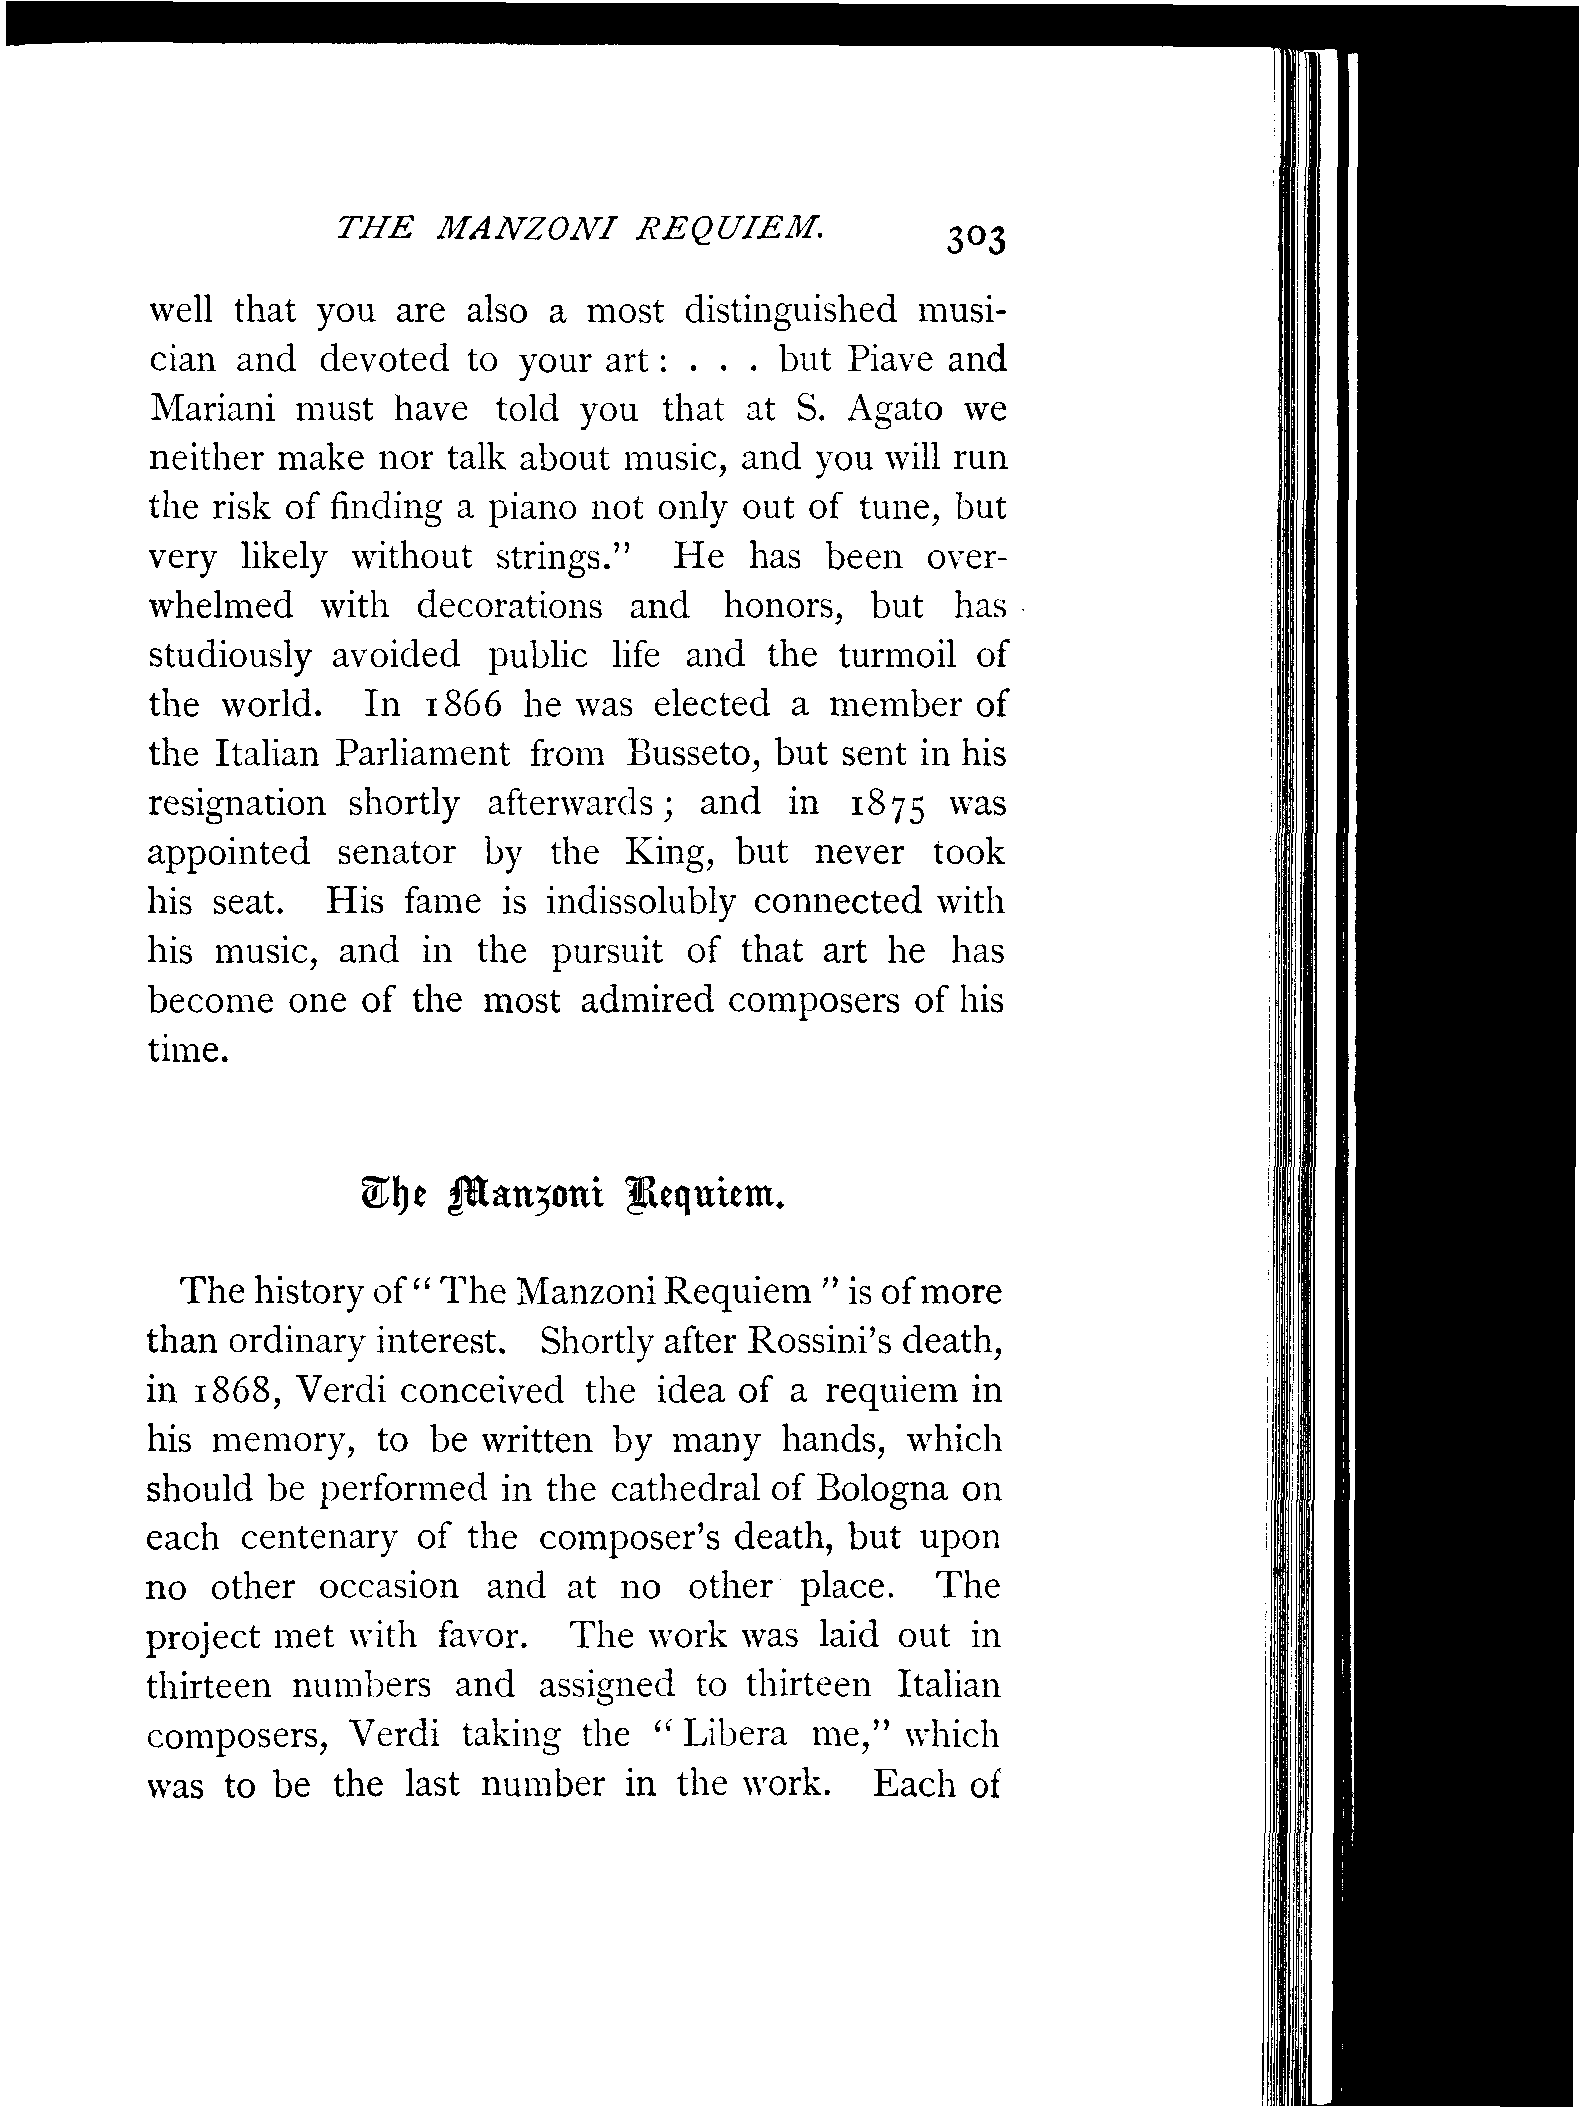 THE MANZONI REQUIEM. 303
well that you are also a most distinguished musi-
cian and devoted to your art : . . . but Piave and
Mariani must have told you that at S. Agato we
neither make nor talk about music, and you will run
the risk of finding a piano not only out of tune, but
very likely without strings." He has been over-
whelmed with decorations and honors, but has
studiously avoided public life and the turmoil of
the world. In 1866 he was elected a member of
the Italian Parliament from Busseto, but sent in his
resignation shortly afterwards ; and in 1875 was
appointed senator by the King, but never took
his seat. His fame is indissolubly connected with
his music, and in the pursuit of that art he has
become one of the most admired composers of his
time.
The Manzoni Requiem.
The history of " The Manzoni Requiem " is of more
than ordinary interest. Shortly after Rossini's death,
in 1868, Verdi conceived the idea of a requiem in
his memory, to be written by many hands, which
should be performed in the cathedral of Bologna on
each centenary of the composer's death, but upon
no other occasion and at no other place. The
project met with favor. The work was laid out in
thirteen numbers and assigned to thirteen Italian
composers, Verdi taking the " Libera me," which
was to be the last number in the work. Each of